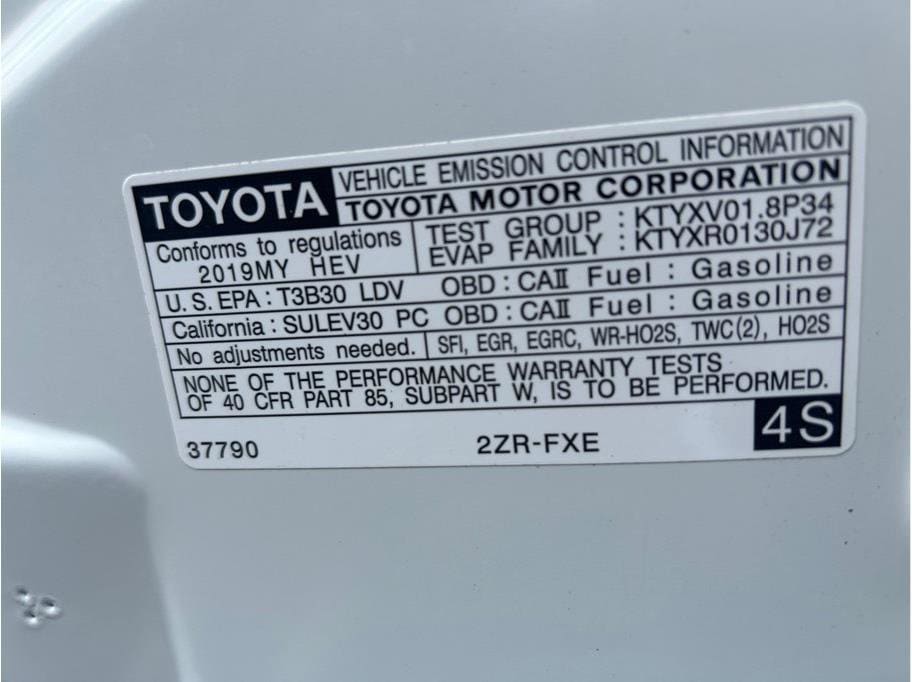 TOYOTA
VEHICLE EMISSION CONTROL INFORMATION
TOYOTA MOTOR CORPORATION
Conforms to regulations
2019MY HEV
TEST GROUP : KTYXV01.8P34
EVAP FAMILY : KTYXR0130J72
U.S. EPA : T3B30 LDV OBD : CAII Fuel : Gasoline
California : SULEV30 PC OBD : CAII Fuel : Gasoline
No adjustments needed.
SFI, EGR, EGRC, WR-HO2S, TWC(2), HO2S
NONE OF THE PERFORMANCE WARRANTY TESTS
OF 40 CFR PART 85, SUBPART W, IS TO BE PERFORMED.
37790
2ZR-FXE
4S